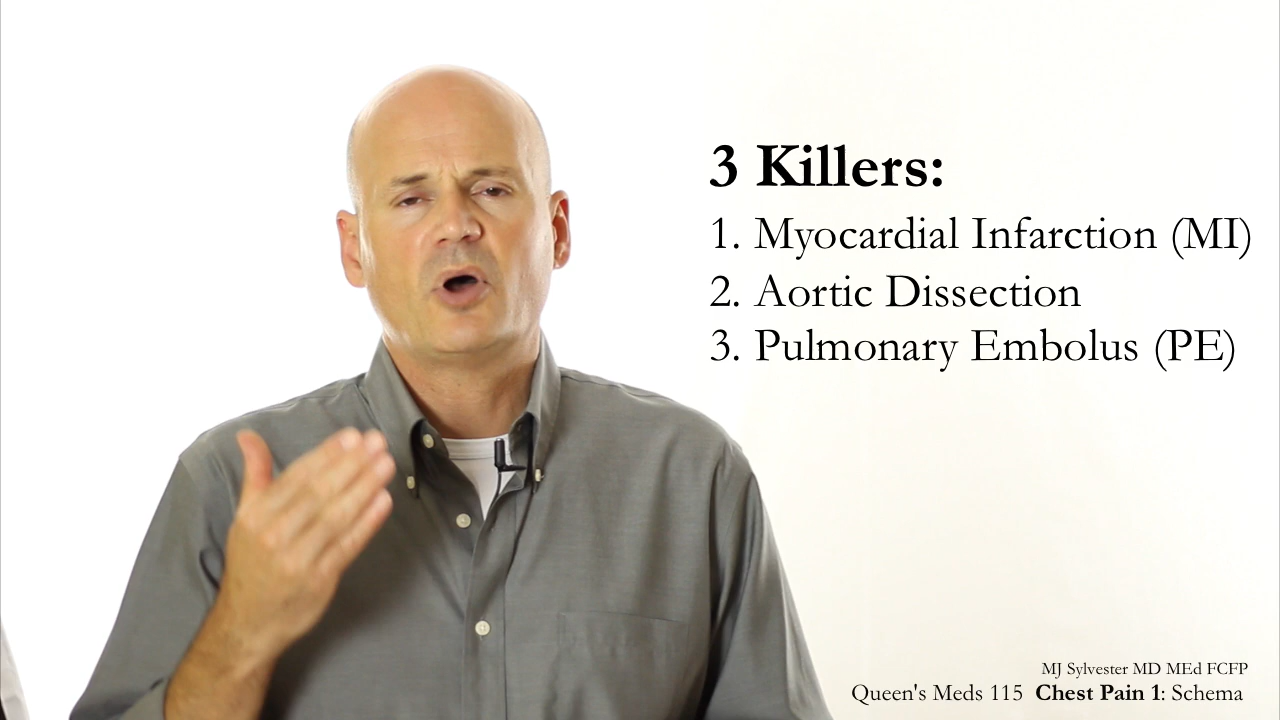 3 Killers:
1. Myocardial Infarction (MI)
2. Aortic Dissection
3. Pulmonary Embolus (PE)
MJ Sylvester MD MEd FCFP
Queen's Meds 115 Chest Pain 1: Schema